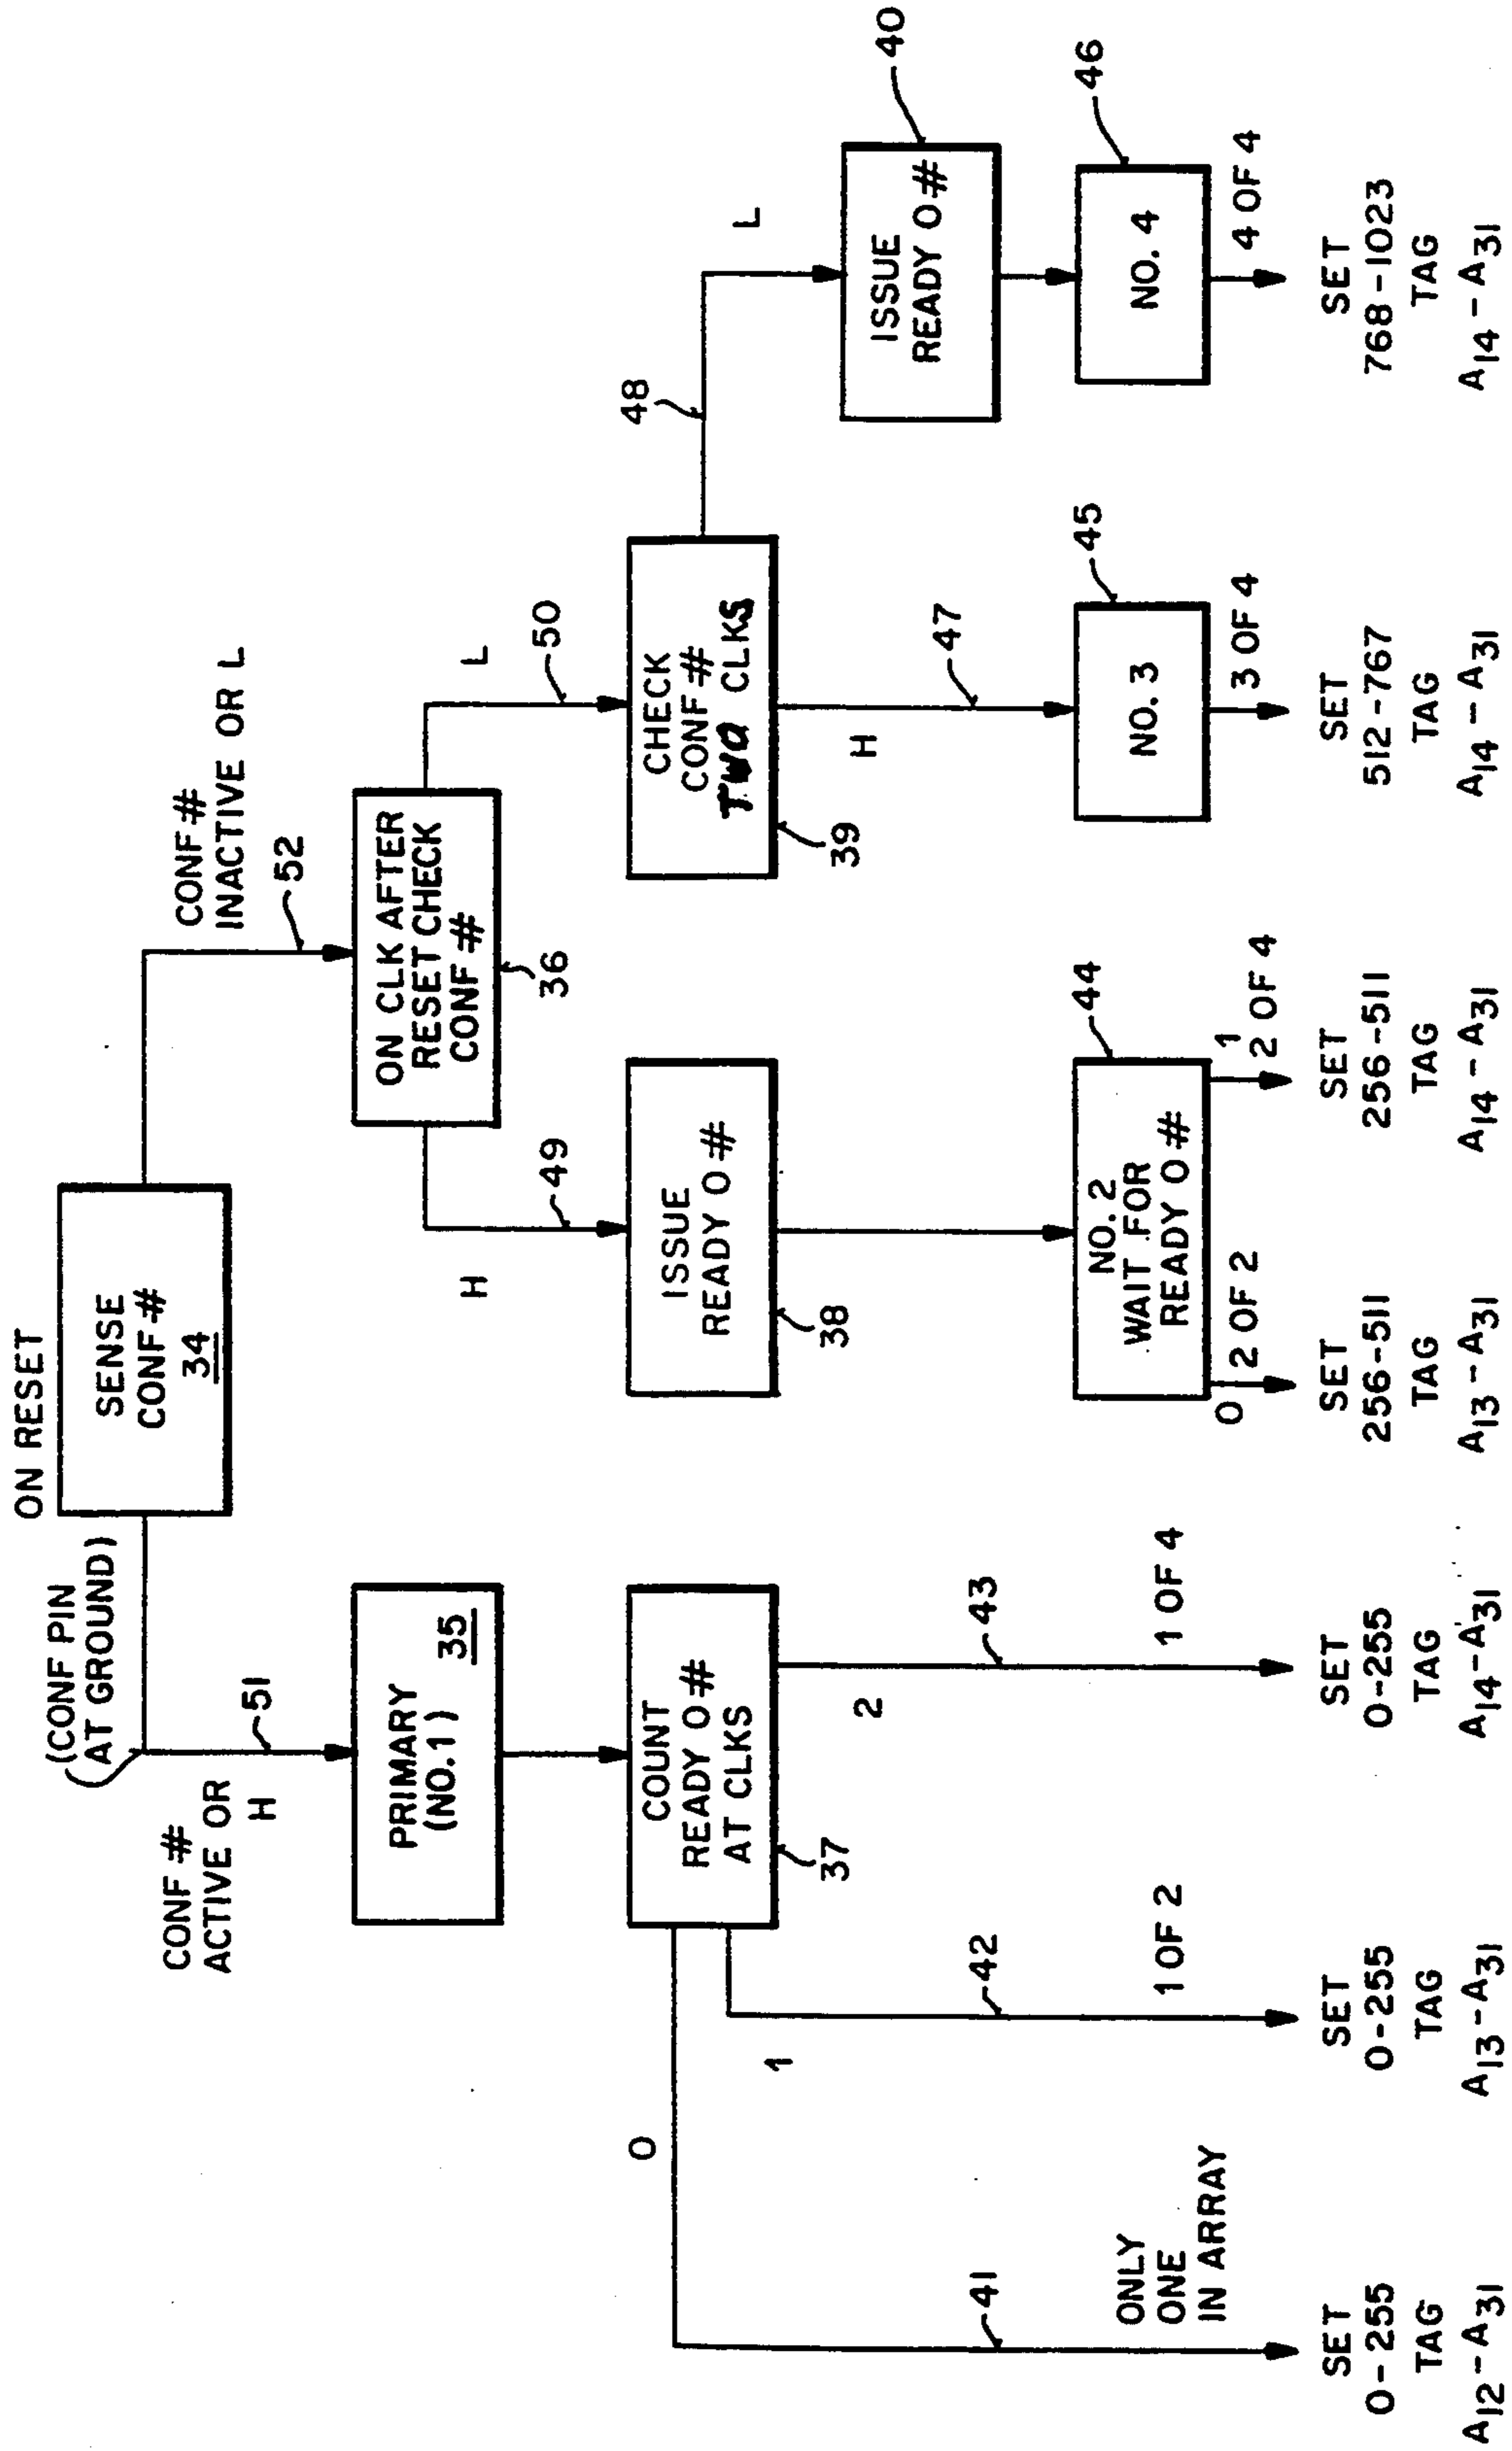 ON RESET
SENSE
CONF #
34
(CONF PIN
AT GROUND)
CONF #
ACTIVE OR
H
51
CONF #
INACTIVE OR L
52
PRIMARY
(NO.1)
35
ON CLK AFTER
RESET CHECK
CONF #
36
H
49
L
50
COUNT
READY O #
AT CLKS
37
ISSUE
READY O #
38
CHECK
CONF #
TWO CLKS
39
L
48
ISSUE
READY O #
40
0
41
ONLY
ONE
IN ARRAY
1
42
1 OF 2
2
43
1 OF 4
NO. 2
WAIT FOR
READY O #
44
0
2 OF 2
1
2 OF 4
H
47
NO. 3
45
3 OF 4
NO. 4
46
4 OF 4
SET
0-255
TAG
A12-A31
SET
0-255
TAG
A13-A31
SET
0-255
TAG
A14-A31
SET
256-511
TAG
A13-A31
SET
256-511
TAG
A14-A31
SET
512-767
TAG
A14-A31
SET
768-1023
TAG
A14-A31